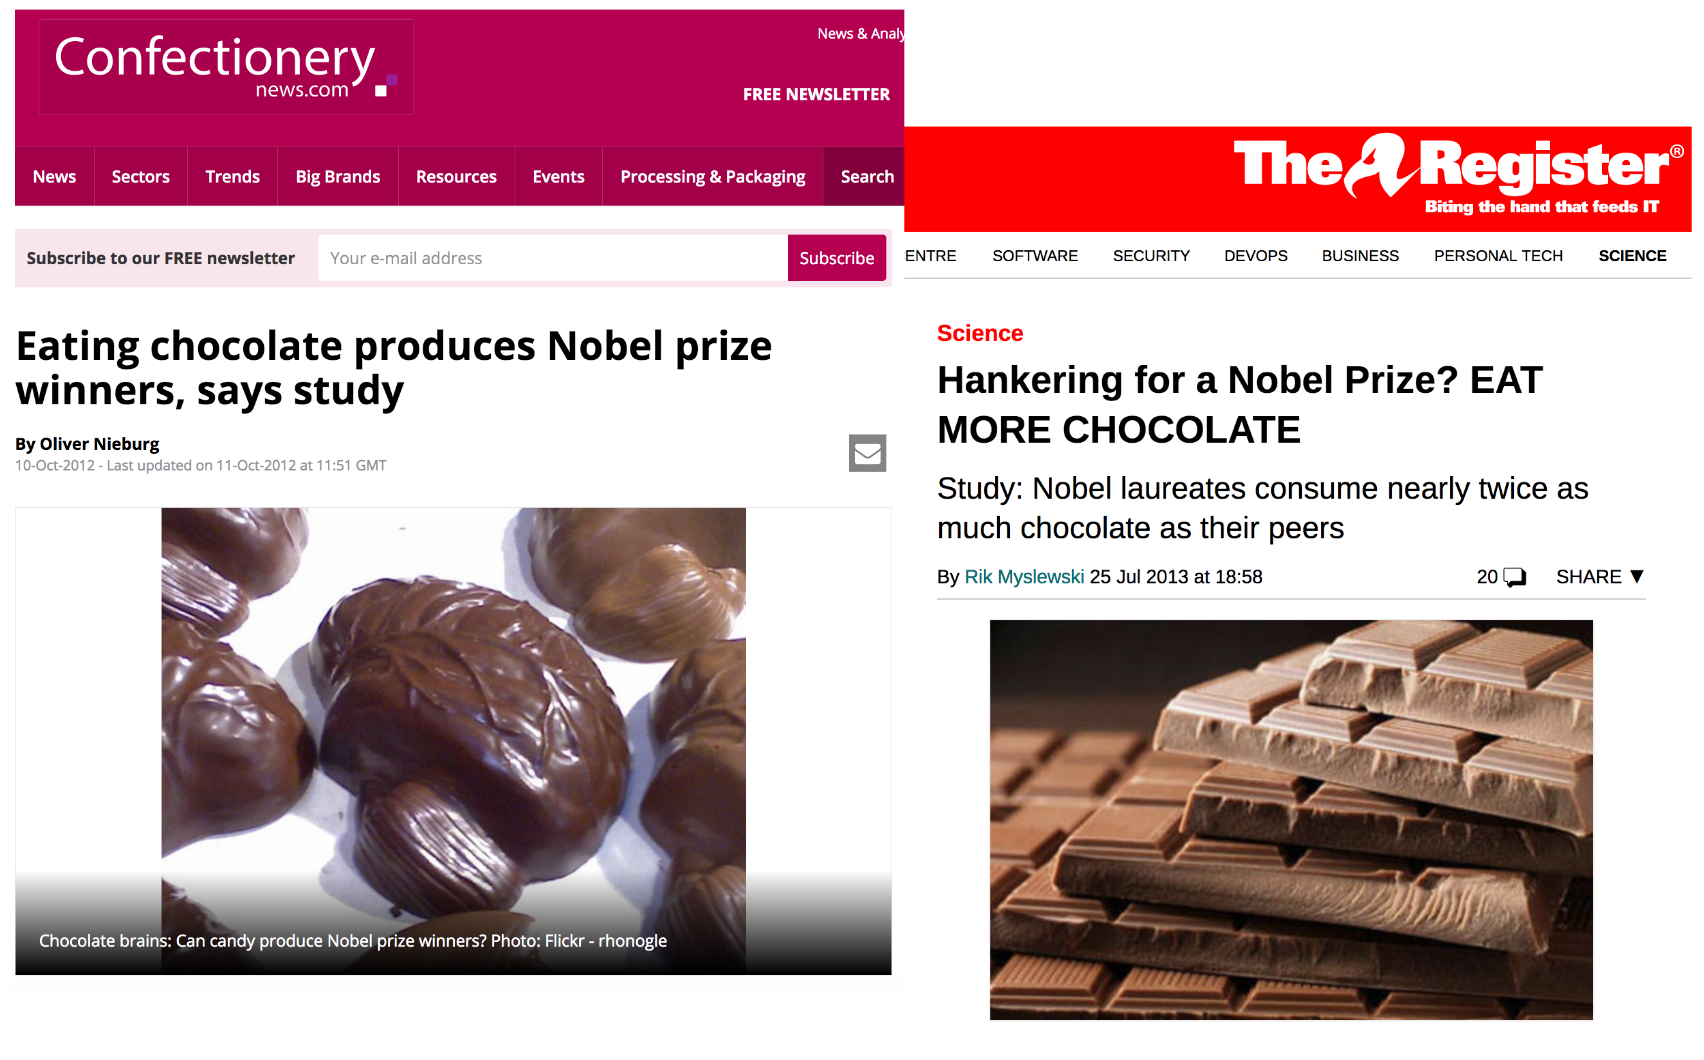 Confectionery
news.com
News & Analy
FREE NEWSLETTER
News Sectors Trends Big Brands Resources Events Processing & Packaging Search
Subscribe to our FREE newsletter Your e-mail address Subscribe
Eating chocolate produces Nobel prize
winners, says study
By Oliver Nieburg
10-Oct-2012 - Last updated on 11-Oct-2012 at 11:51 GMT
Chocolate brains: Can candy produce Nobel prize winners? Photo: Flickr - rhonogle
The Register®
Biting the hand that feeds IT
ENTRE SOFTWARE SECURITY DEVOPS BUSINESS PERSONAL TECH SCIENCE
Science
Hankering for a Nobel Prize? EAT
MORE CHOCOLATE
Study: Nobel laureates consume nearly twice as
much chocolate as their peers
By Rik Myslewski 25 Jul 2013 at 18:58 20 SHARE ▼